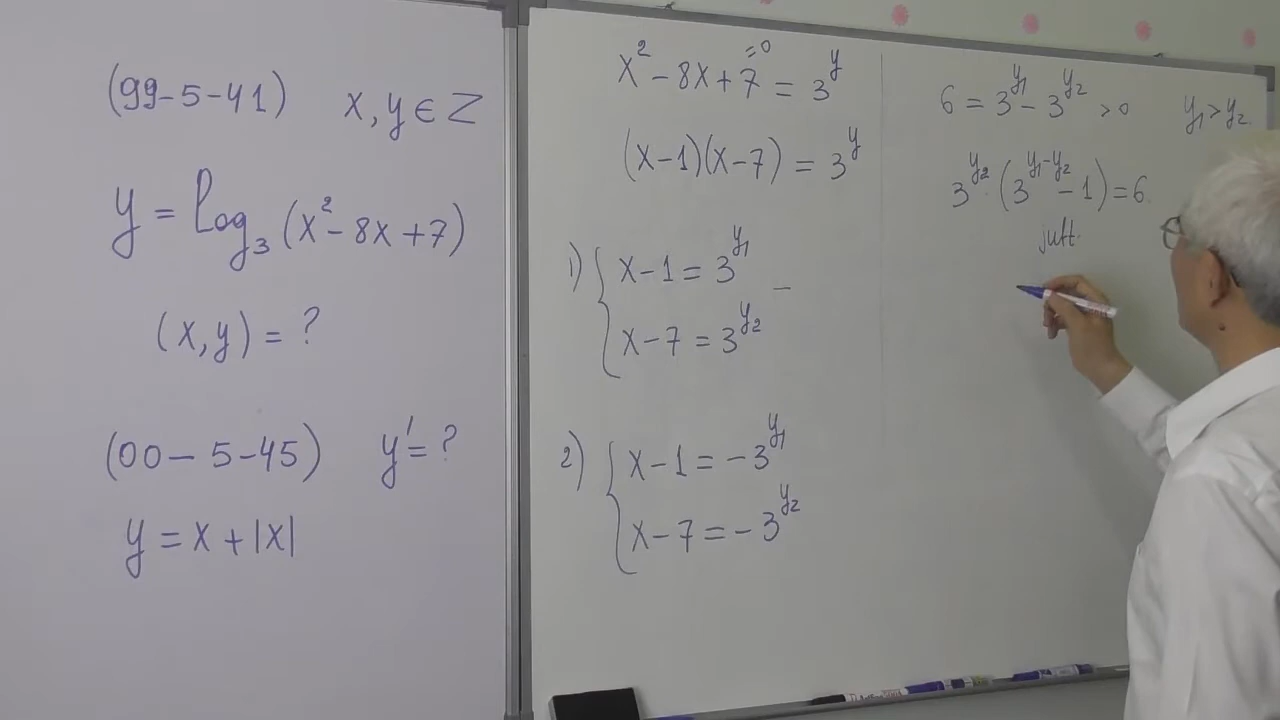 (99-5-41) x, y ∈ Z
y = log₃(x² - 8x + 7)
(x, y) = ?
(00 - 5 - 45) y' = ?
y = x + |x|
=0
x² - 8x + 7 = 3^y
(x - 1)(x - 7) = 3^y
1) { x - 1 = 3^{y₁} -
x - 7 = 3^{y₂}
2) { x - 1 = -3^{y₁}
x - 7 = -3^{y₂}
6 = 3^{y₁} - 3^{y₂} > 0 y₁ > y₂
3^{y₂} · (3^{y₁-y₂} - 1) = 6
juft